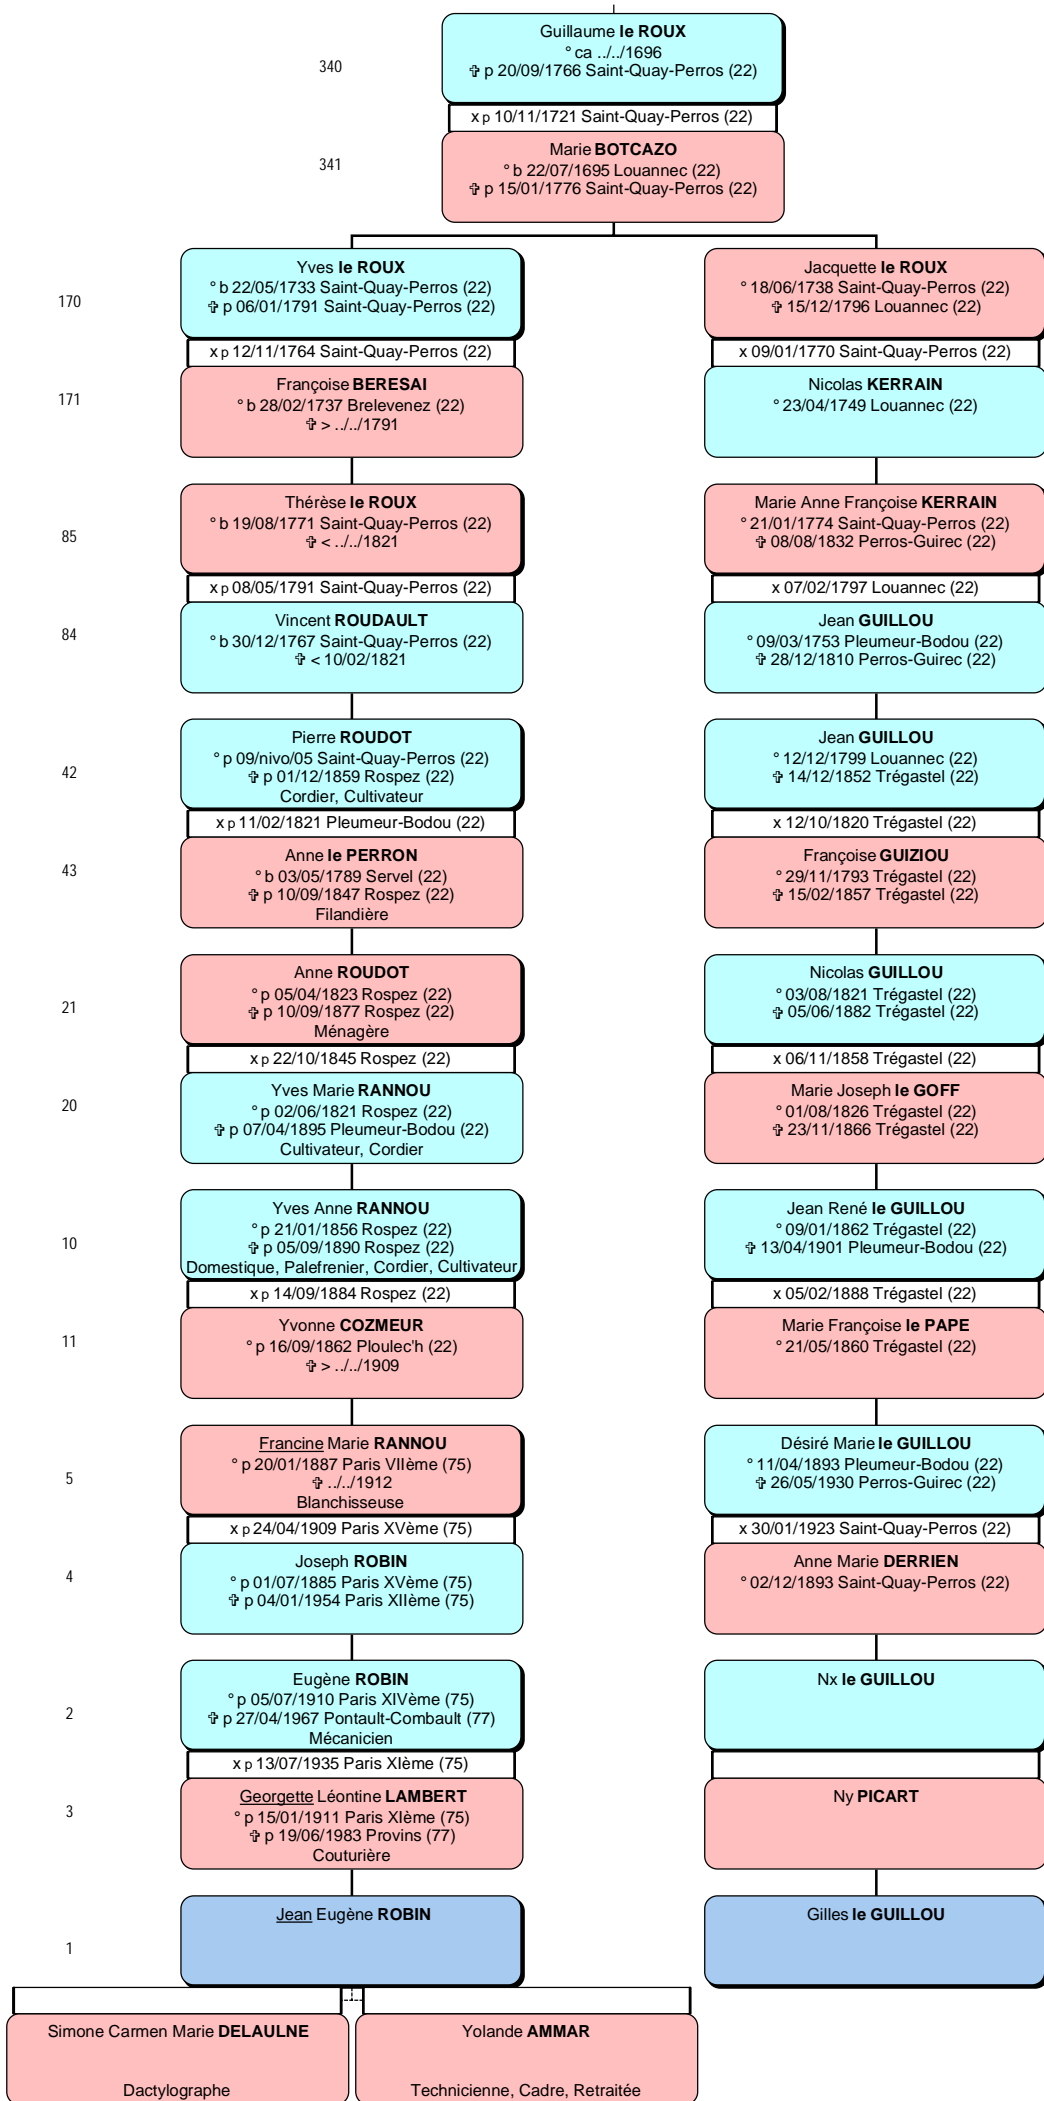 Guillaume le ROUX
° ca ../../1696
✞ p 20/09/1766 Saint-Quay-Perros (22)
340
x p 10/11/1721 Saint-Quay-Perros (22)
Marie BOTCAZO
° b 22/07/1695 Louannec (22)
✞ p 15/01/1776 Saint-Quay-Perros (22)
341
Yves le ROUX
° b 22/05/1733 Saint-Quay-Perros (22)
✞ p 06/01/1791 Saint-Quay-Perros (22)
Jacquette le ROUX
° 18/06/1738 Saint-Quay-Perros (22)
✞ 15/12/1796 Louannec (22)
170
x p 12/11/1764 Saint-Quay-Perros (22)
x 09/01/1770 Saint-Quay-Perros (22)
Françoise BERESAI
° b 28/02/1737 Brelevenez (22)
✞ > ../../1791
Nicolas KERRAIN
° 23/04/1749 Louannec (22)
171
Thérèse le ROUX
° b 19/08/1771 Saint-Quay-Perros (22)
✞ < ../../1821
Marie Anne Françoise KERRAIN
° 21/01/1774 Saint-Quay-Perros (22)
✞ 08/08/1832 Perros-Guirec (22)
85
x p 08/05/1791 Saint-Quay-Perros (22)
x 07/02/1797 Louannec (22)
Vincent ROUDAULT
° b 30/12/1767 Saint-Quay-Perros (22)
✞ < 10/02/1821
Jean GUILLOU
° 09/03/1753 Pleumeur-Bodou (22)
✞ 28/12/1810 Perros-Guirec (22)
84
Pierre ROUDOT
° p 09/nivo/05 Saint-Quay-Perros (22)
✞ p 01/12/1859 Rospez (22)
Cordier, Cultivateur
Jean GUILLOU
° 12/12/1799 Louannec (22)
✞ 14/12/1852 Trégastel (22)
42
x p 11/02/1821 Pleumeur-Bodou (22)
x 12/10/1820 Trégastel (22)
Anne le PERRON
° b 03/05/1789 Servel (22)
✞ p 10/09/1847 Rospez (22)
Filandière
Françoise GUIZIOU
° 29/11/1793 Trégastel (22)
✞ 15/02/1857 Trégastel (22)
43
Anne ROUDOT
° p 05/04/1823 Rospez (22)
✞ p 10/09/1877 Rospez (22)
Ménagère
Nicolas GUILLOU
° 03/08/1821 Trégastel (22)
✞ 05/06/1882 Trégastel (22)
21
x p 22/10/1845 Rospez (22)
x 06/11/1858 Trégastel (22)
Yves Marie RANNOU
° p 02/06/1821 Rospez (22)
✞ p 07/04/1895 Pleumeur-Bodou (22)
Cultivateur, Cordier
Marie Joseph le GOFF
° 01/08/1826 Trégastel (22)
✞ 23/11/1866 Trégastel (22)
20
Yves Anne RANNOU
° p 21/01/1856 Rospez (22)
✞ p 05/09/1890 Rospez (22)
Domestique, Palefrenier, Cordier, Cultivateur
Jean René le GUILLOU
° 09/01/1862 Trégastel (22)
✞ 13/04/1901 Pleumeur-Bodou (22)
10
x p 14/09/1884 Rospez (22)
x 05/02/1888 Trégastel (22)
Yvonne COZMEUR
° p 16/09/1862 Ploulec'h (22)
✞ > ../../1909
Marie Françoise le PAPE
° 21/05/1860 Trégastel (22)
11
Francine Marie RANNOU
° p 20/01/1887 Paris VIIème (75)
✞ ../../1912
Blanchisseuse
Désiré Marie le GUILLOU
° 11/04/1893 Pleumeur-Bodou (22)
✞ 26/05/1930 Perros-Guirec (22)
5
x p 24/04/1909 Paris XVème (75)
x 30/01/1923 Saint-Quay-Perros (22)
Joseph ROBIN
° p 01/07/1885 Paris XVème (75)
✞ p 04/01/1954 Paris XIIème (75)
Anne Marie DERRIEN
° 02/12/1893 Saint-Quay-Perros (22)
4
Eugène ROBIN
° p 05/07/1910 Paris XIVème (75)
✞ p 27/04/1967 Pontault-Combault (77)
Mécanicien
Nx le GUILLOU
2
x p 13/07/1935 Paris XIème (75)
Georgette Léontine LAMBERT
° p 15/01/1911 Paris XIème (75)
✞ p 19/06/1983 Provins (77)
Couturière
Ny PICART
3
Jean Eugène ROBIN
Gilles le GUILLOU
1
Simone Carmen Marie DELAULNE
Dactylographe
Yolande AMMAR
Technicienne, Cadre, Retraitée